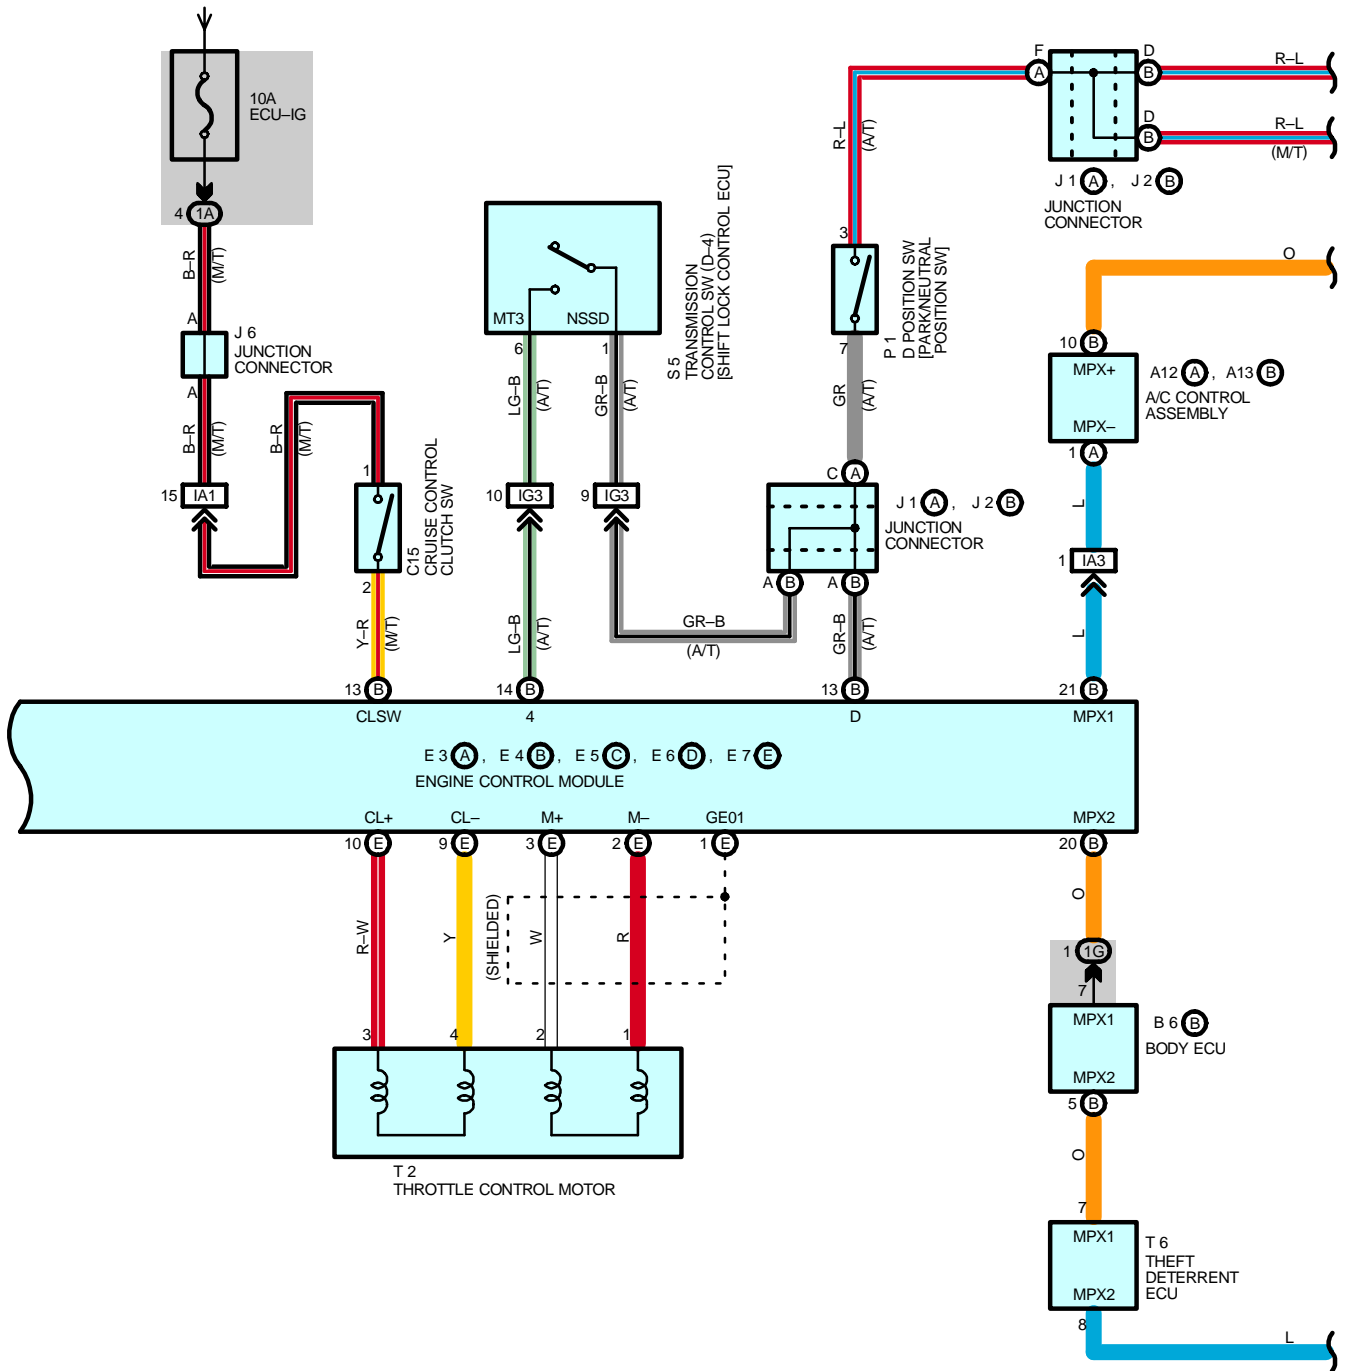 10A
ECU–IG
4 1A
B–R
(M/T)
A
J 6
JUNCTION
CONNECTOR
A
B–R
(M/T)
15 IA1
B–R
(M/T)
1
C15
CRUISE CONTROL
CLUTCH SW
2
Y–R
(M/T)
13 B
CLSW
MT3 NSSD
6 1
S 5
TRANSMISSION
CONTROL SW (D–4)
[SHIFT LOCK CONTROL ECU]
LG–B
(A/T)
GR–B
(A/T)
10 IG3
9 IG3
LG–B
(A/T)
GR–B
(A/T)
14 B
4
F
A
D
B
D
B
R–L
R–L
(M/T)
J 1 A , J 2 B
JUNCTION
CONNECTOR
R–L
(A/T)
3
P 1
D POSITION SW
[PARK/NEUTRAL
POSITION SW]
7
GR
(A/T)
C A
J 1 A , J 2 B
JUNCTION
CONNECTOR
A B
A B
GR–B
(A/T)
13 B
D
O
10 B
MPX+
A12 A , A13 B
A/C CONTROL
ASSEMBLY
MPX–
1 A
L
1 IA3
L
21 B
MPX1
E 3 A , E 4 B , E 5 C , E 6 D , E 7 E
ENGINE CONTROL MODULE
CL+ CL– M+ M– GE01 MPX2
10 E 9 E 3 E 2 E 1 E 20 B
R–W
Y
(SHIELDED)
W
R
3 4 2 1
T 2
THROTTLE CONTROL MOTOR
O
1 1G
7
MPX1
B 6 B
BODY ECU
MPX2
5 B
O
7
MPX1
T 6
THEFT
DETERRENT
ECU
MPX2
8
L